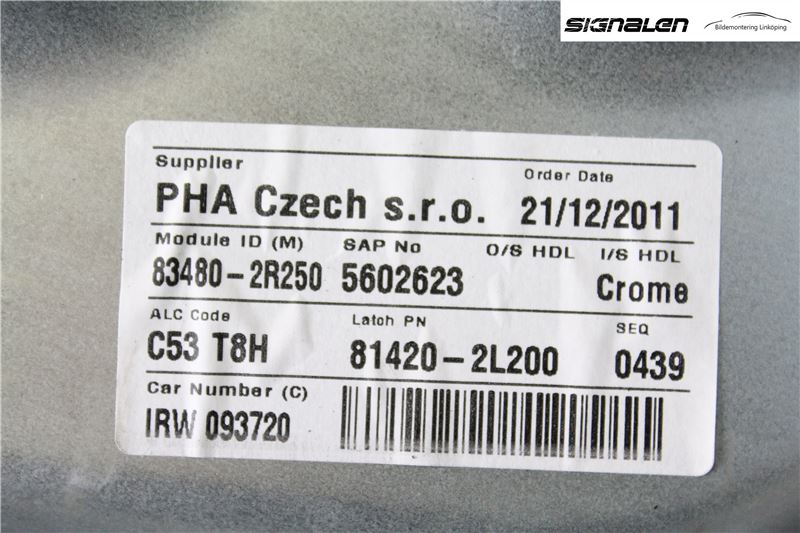 SIGNALEN
Bildemontering Linköping
Supplier Order Date
PHA Czech s.r.o. 21/12/2011
Module ID (M) SAP No O/S HDL I/S HDL
83480-2R250 5602623 Crome
ALC Code Latch PN SEQ
C53 T8H 81420-2L200 0439
Car Number (C)
IRW 093720